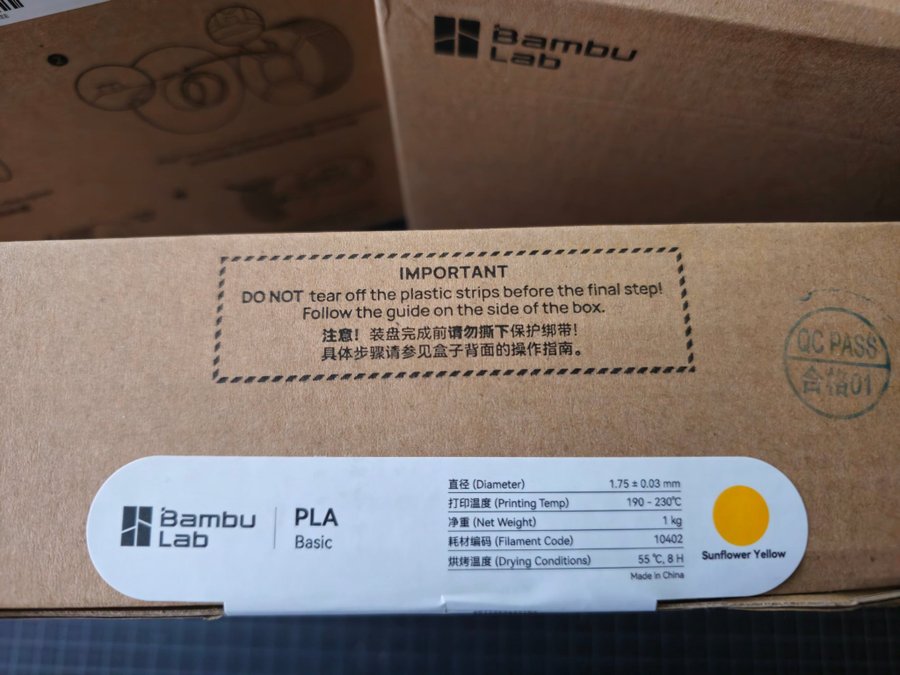 Bambu
Lab
IMPORTANT
DO NOT tear off the plastic strips before the final step!
Follow the guide on the side of the box.
注意！装盘完成前请勿撕下保护绑带！
具体步骤请参见盒子背面的操作指南。
QC PASS
合格01
Bambu
Lab
PLA
Basic
直径 (Diameter) 1.75 ± 0.03 mm
打印温度 (Printing Temp) 190 - 230℃
净重 (Net Weight) 1 kg
耗材编码 (Filament Code) 10402
烘烤温度 (Drying Conditions) 55 ℃, 8 H
Made in China
Sunflower Yellow